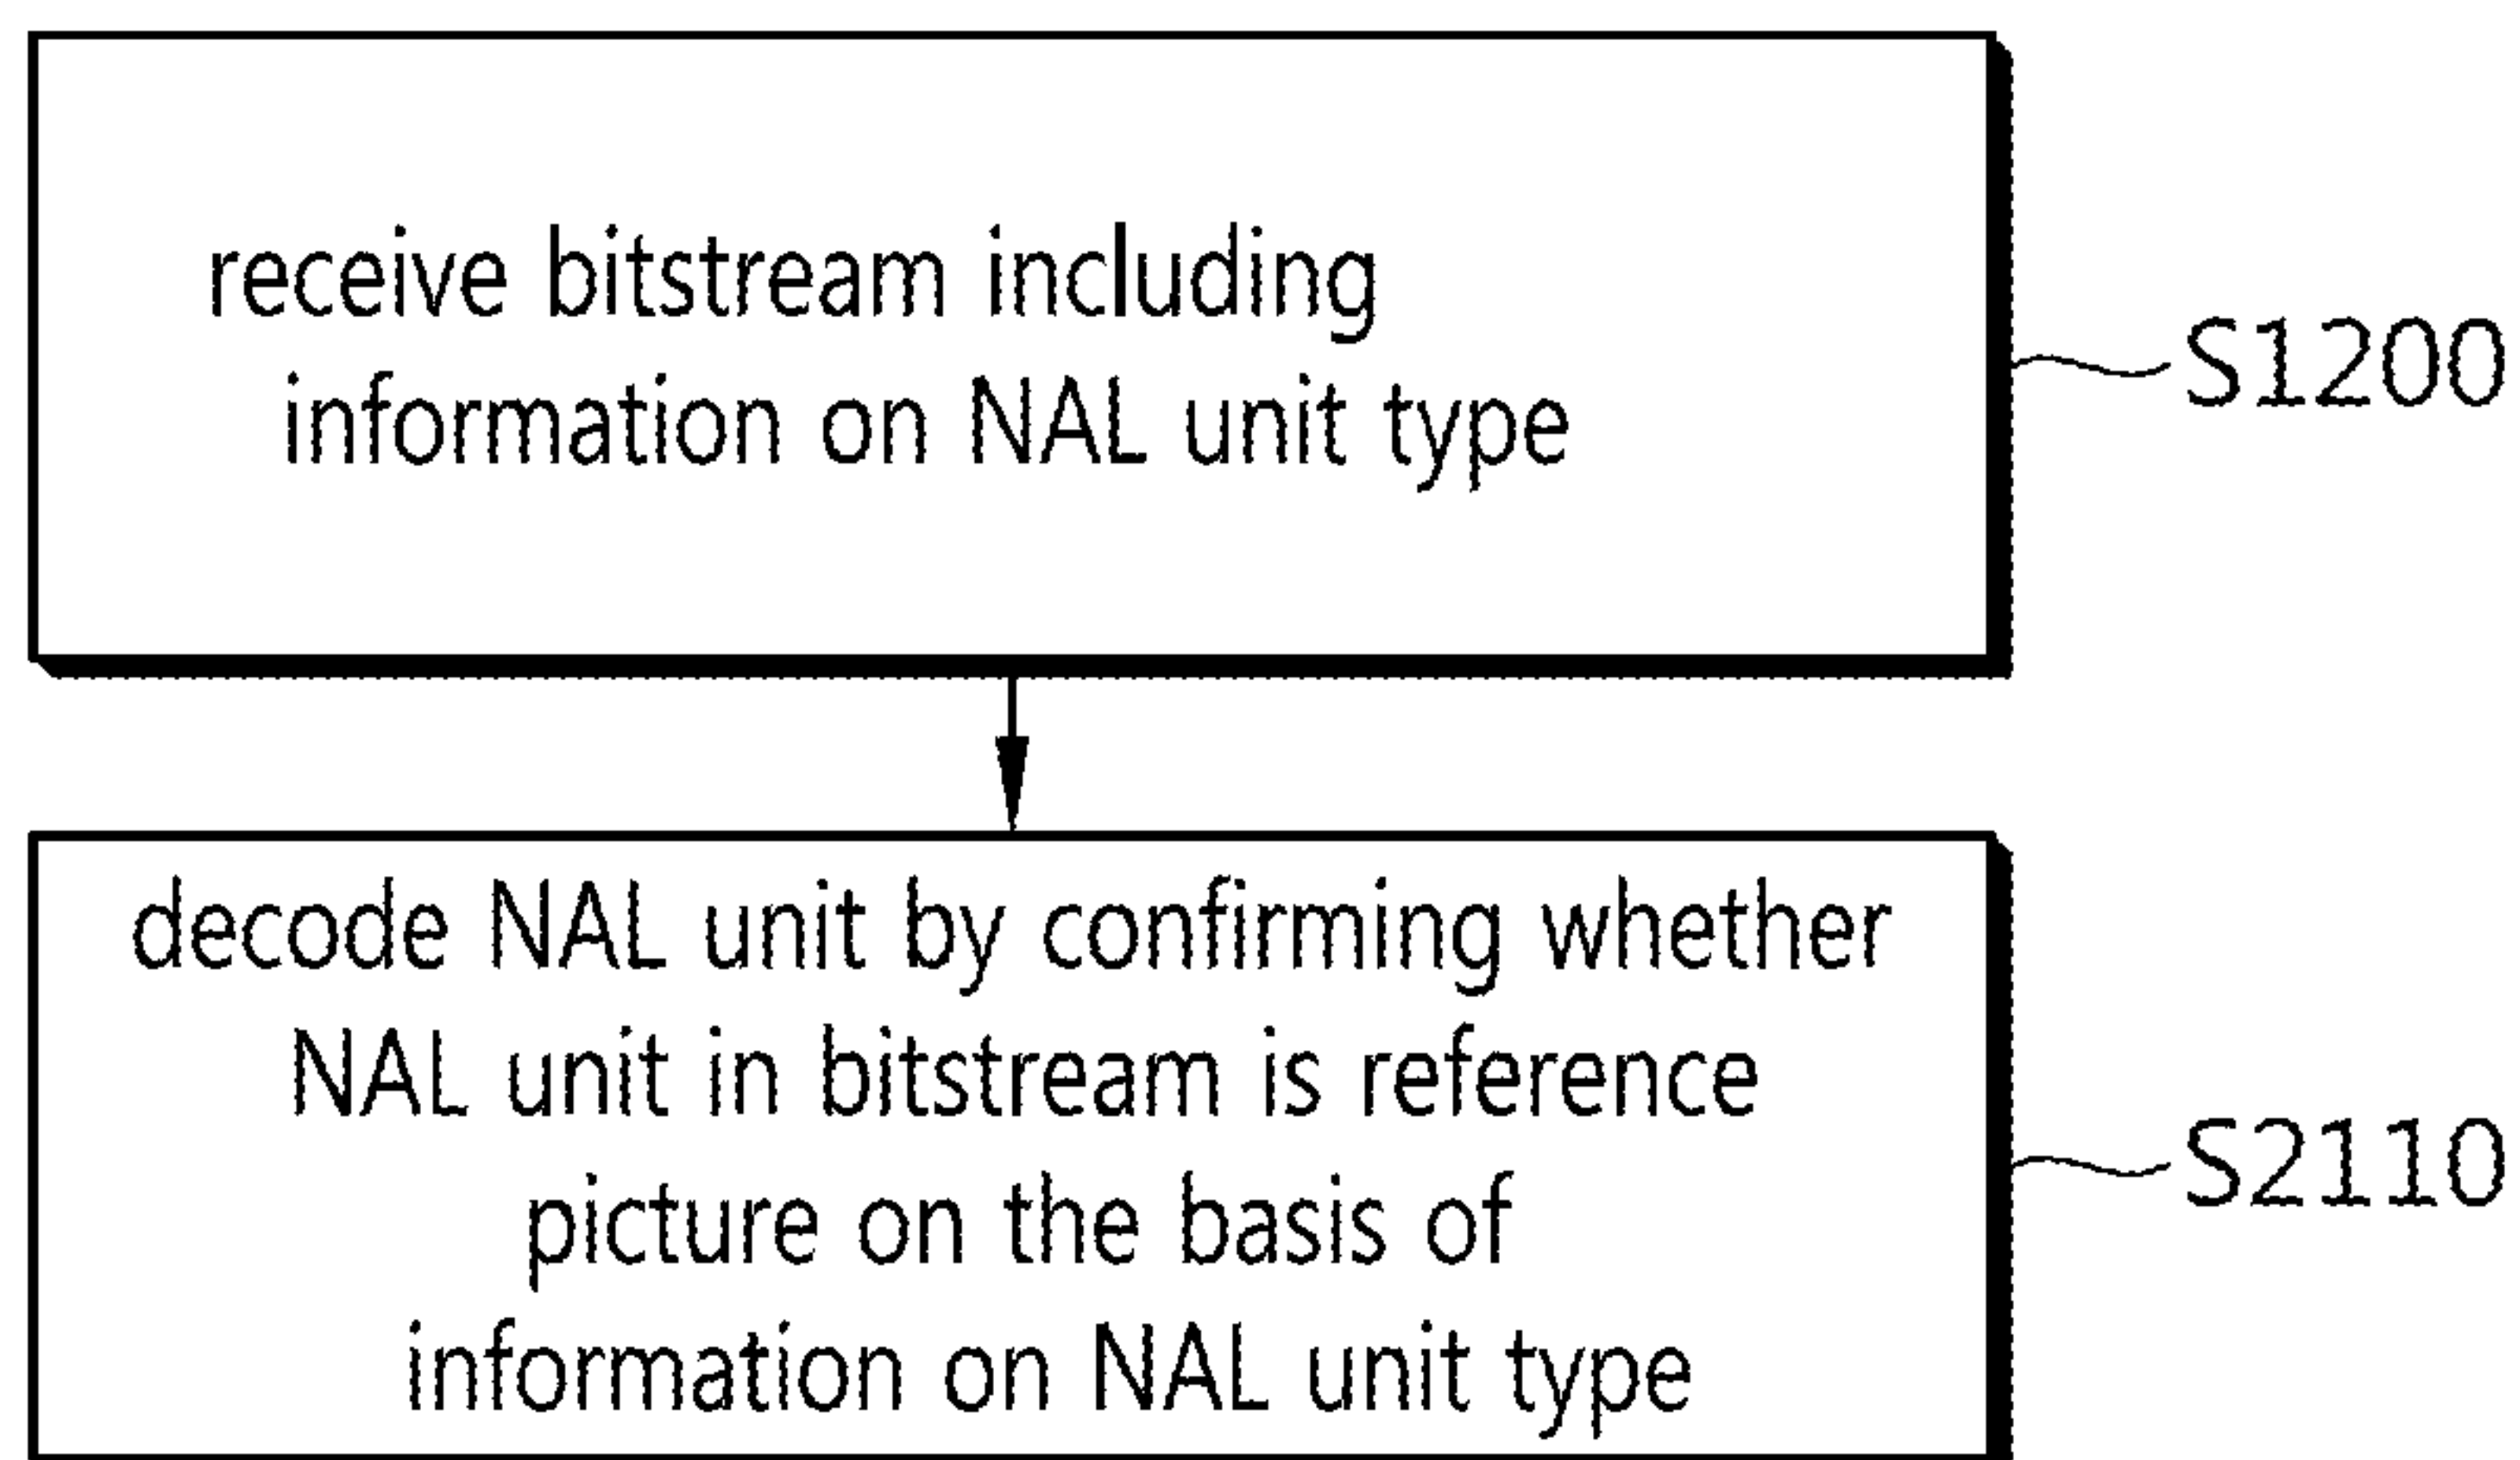 receive bitstream including
information on NAL unit type
S1200
decode NAL unit by confirming whether
NAL unit in bitstream is reference
picture on the basis of
information on NAL unit type
S2110